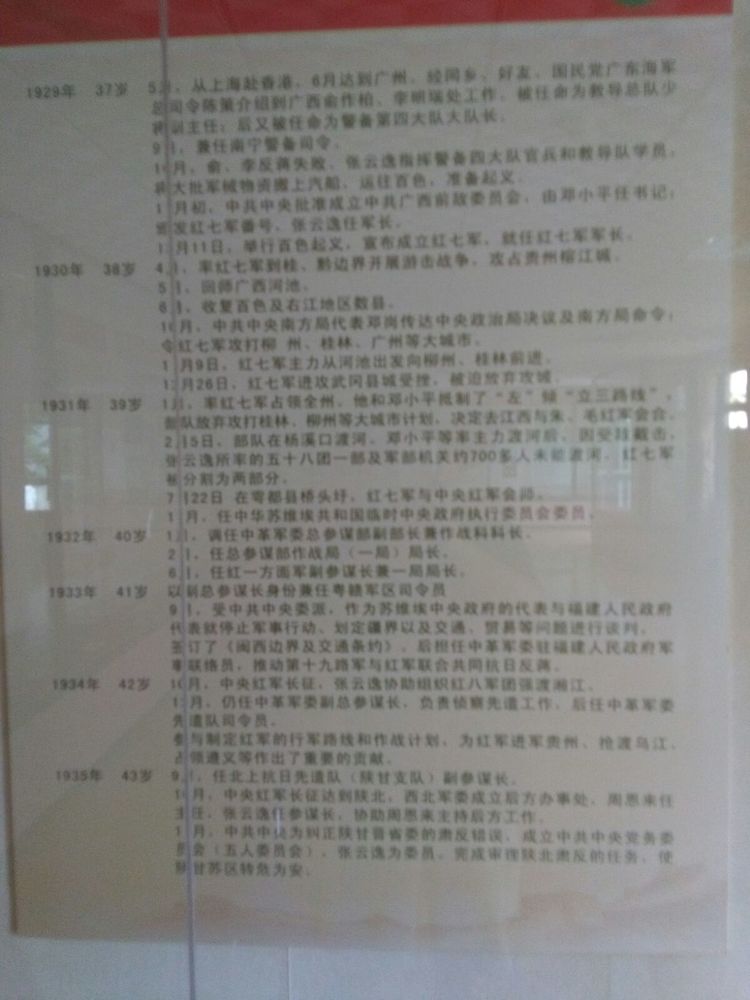 1929年 37岁 5月，从上海赴香港，6月达到广州，经同乡、好友、国民党广东海军
总司令陈策介绍到广西俞作柏、李明瑞处工作。被任命为教导总队少
将副主任；后又被任命为警备第四大队大队长。
9月，兼任南宁警备司令。
10月，俞、李反蒋失败，张云逸指挥警备四大队官兵和教导队学员，
将大批军械物资搬上汽船，运往百色，准备起义。
1 月初，中共中央批准成立中共广西前敌委员会，由邓小平任书记；
颁发红七军番号，张云逸任军长。
1 月11日，举行百色起义，宣布成立红七军，就任红七军军长。
1930年 38岁 4月，率红七军到桂、黔边界开展游击战争，攻占贵州榕江城。
5月，回师广西河池。
6月，收复百色及右江地区数县。
10月，中共中央南方局代表邓岗传达中央政治局决议及南方局命令：
令红七军攻打柳 州、桂林、广州等大城市。
1 月9日，红七军主力从河池出发向柳州、桂林前进。
12月26日，红七军进攻武冈县城受挫，被迫放弃攻城。
1931年 39岁 1月，率红七军占领全州，他和邓小平抵制了“左”倾“立三路线”，
部队放弃攻打桂林、柳州等大城市计划，决定去江西与朱、毛红军会合。
2月5日，部队在杨溪口渡河，邓小平等率主力渡河后，因受敌截击，
张云逸所率的五十八团一部及军部机关约700多人未能渡河，红七军
被分割为两部分。
7月22日 在雩都县桥头圩，红七军与中央红军会师。
1 月，任中华苏维埃共和国临时中央政府执行委员会委员。
1932年 40岁 1月，调任中革军委总参谋部副部长兼作战科科长。
2月，任总参谋部作战局（一局）局长。
6月，任红一方面军副参谋长兼一局局长。
1933年 41岁 以副总参谋长身份兼任粤赣军区司令员
9月，受中共中央委派，作为苏维埃中央政府的代表与福建人民政府
代表就停止军事行动、划定疆界以及交通、贸易等问题进行谈判。
签订了《闽西边界及交通条约》，后担任中革军委驻福建人民政府军
事联络员，推动第十九路军与红军联合共同抗日反蒋。
1934年 42岁 10月，中央红军长征，张云逸协助组织红八军团强渡湘江。
1 月，仍任中革军委副总参谋长，负责侦察先遣工作，后任中革军委
先遣队司令员。
参与制定红军的行军路线和作战计划，为红军进军贵州、抢渡乌江、
占领遵义等作出了重要的贡献。
1935年 43岁 9月，任北上抗日先遣队（陕甘支队）副参谋长。
10月，中央红军长征达到陕北，西北军委成立后方办事处，周恩来任
主任，张云逸任参谋长，协助周恩来主持后方工作。
1 月，中共中央为纠正陕甘晋省委的肃反错误，成立中共中央党务委
员会（五人委员会），张云逸为委员，完成审理陕北肃反的任务，使
陕甘苏区转危为安。